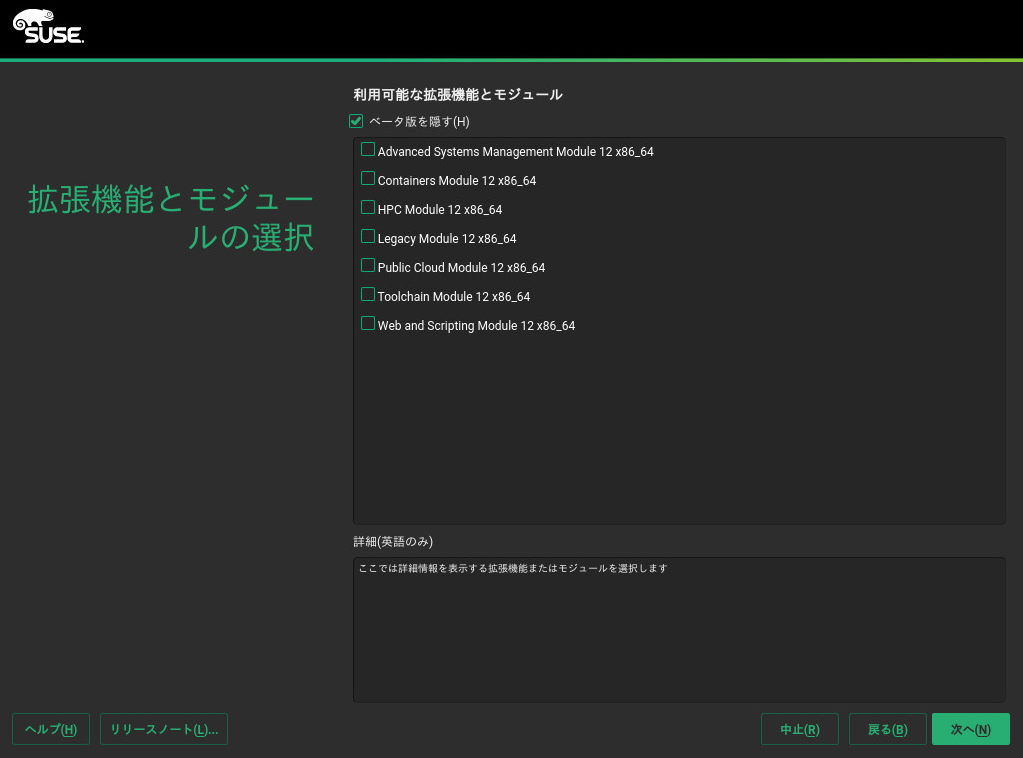 SUSE.
利用可能な拡張機能とモジュール
ベータ版を隠す(H)
Advanced Systems Management Module 12 x86_64
Containers Module 12 x86_64
HPC Module 12 x86_64
Legacy Module 12 x86_64
Public Cloud Module 12 x86_64
Toolchain Module 12 x86_64
Web and Scripting Module 12 x86_64
拡張機能とモジュー
ルの選択
詳細(英語のみ)
ここでは詳細情報を表示する拡張機能またはモジュールを選択します
ヘルプ(H) リリースノート(L)... 中止(R) 戻る(B) 次へ(N)